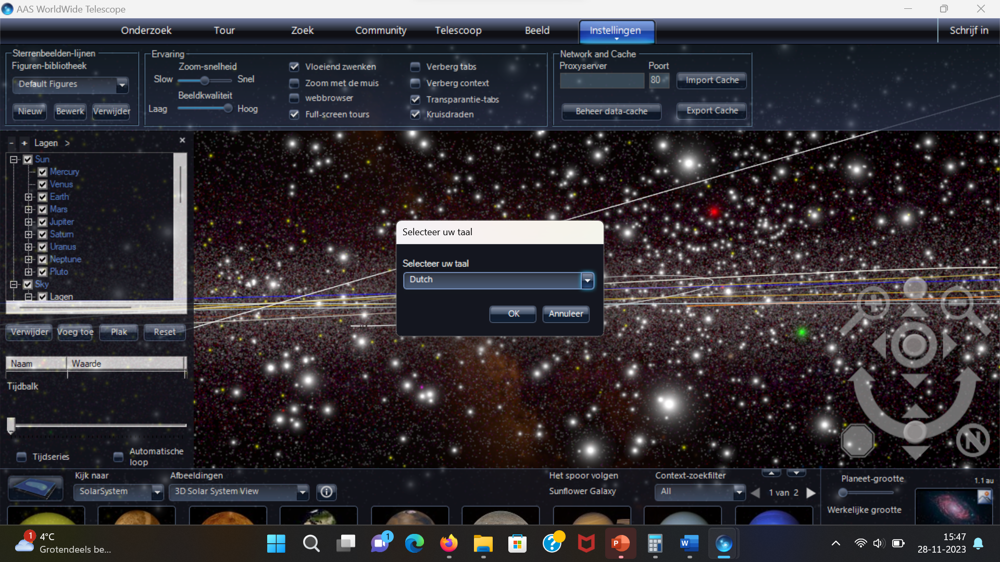 AAS WorldWide Telescope
Onderzoek
Tour
Zoek
Community
Telescoop
Beeld
Instellingen
Schrijf in
Sterrenbeelden-lijnen
Figuren-bibliotheek
Default Figures
Nieuw
Bewerk
Verwijder
Ervaring
Zoom-snelheid
Slow
Snel
Beeldkwaliteit
Laag
Hoog
Vloeiend zwenken
Zoom met de muis
webbrowser
Full-screen tours
Verberg tabs
Verberg context
Transparantie-tabs
Kruisdraden
Network and Cache
Proxyserver
Poort
80
Import Cache
Beheer data-cache
Export Cache
- + Lagen >
Sun
Mercury
Venus
Earth
Mars
Jupiter
Saturn
Uranus
Neptune
Pluto
Sky
Lagen
Verwijder
Voeg toe
Plak
Reset
Naam
Waarde
Tijdbalk
Tijdseries
Automatische
loop
Selecteer uw taal
Selecteer uw taal
Dutch
OK
Annuleer
N
Kijk naar
SolarSystem
Afbeeldingen
3D Solar System View
Het spoor volgen
Sunflower Galaxy
Context-zoekfilter
All
1 van 2
Planeet-grootte
Werkelijke grootte
1.1 au
1
4°C
Grotendeels be...
1
P
W
15:47
28-11-2023